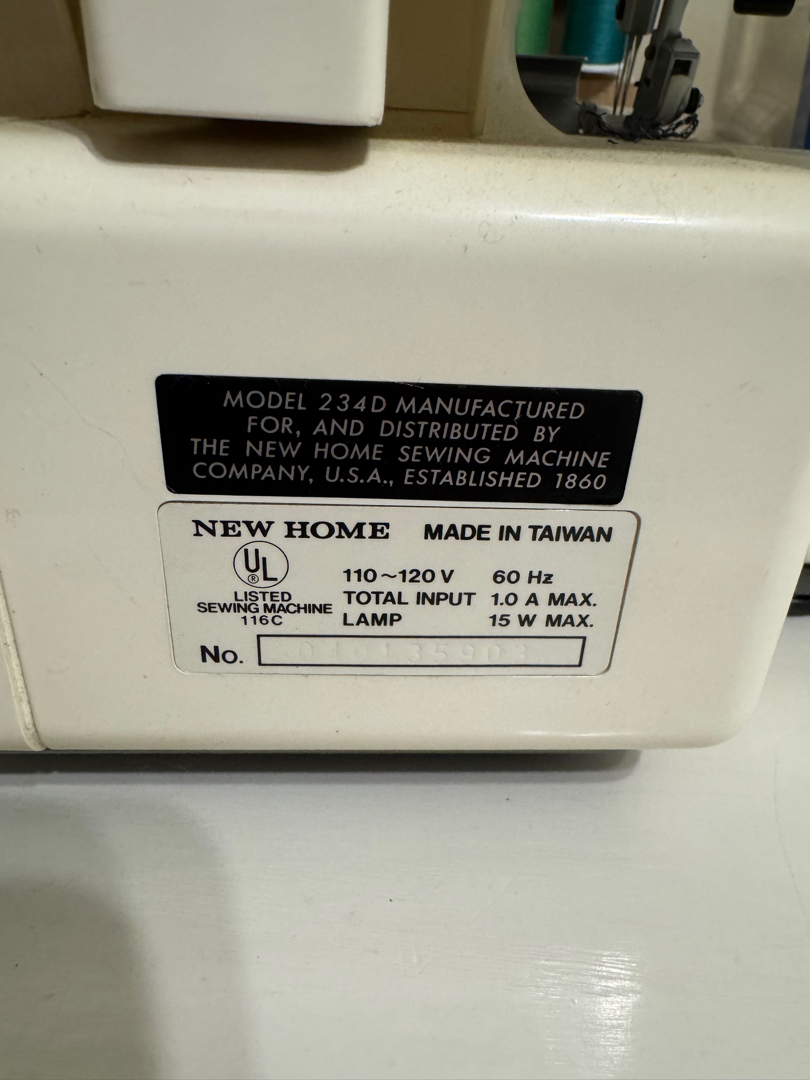 MODEL 234D MANUFACTURED
FOR, AND DISTRIBUTED BY
THE NEW HOME SEWING MACHINE
COMPANY, U.S.A., ESTABLISHED 1860
NEW HOME MADE IN TAIWAN
UL
®
LISTED
SEWING MACHINE
116C
110~120 V 60 Hz
TOTAL INPUT 1.0 A MAX.
LAMP 15 W MAX.
No.